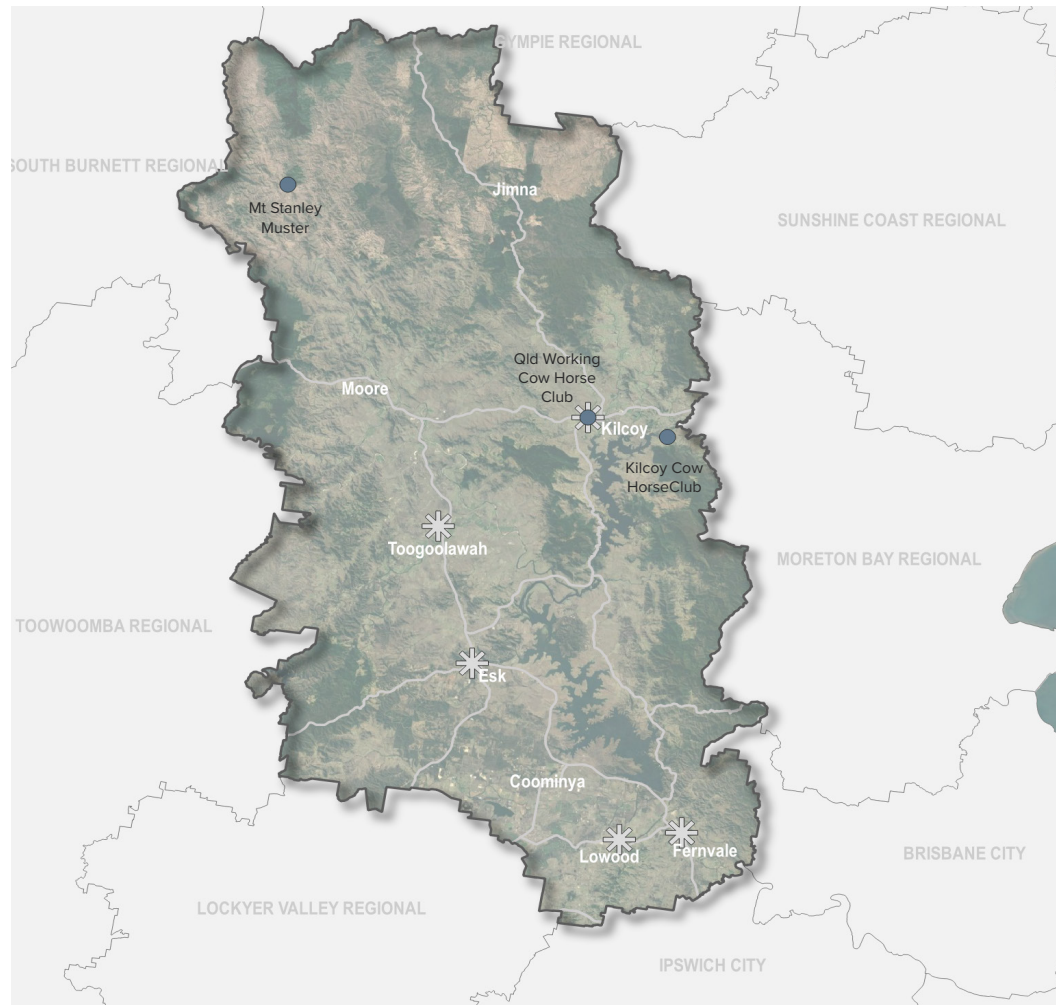 GYMPIE REGIONAL
SOUTH BURNETT REGIONAL
Jimna
Mt Stanley
Muster
SUNSHINE COAST REGIONAL
Qld Working
Cow Horse
Club
Moore
Kilcoy
Kilcoy Cow
HorseClub
Toogoolawah
MORETON BAY REGIONAL
TOOWOOMBA REGIONAL
Esk
Coominya
Lowood
Fernvale
BRISBANE CITY
LOCKYER VALLEY REGIONAL
IPSWICH CITY